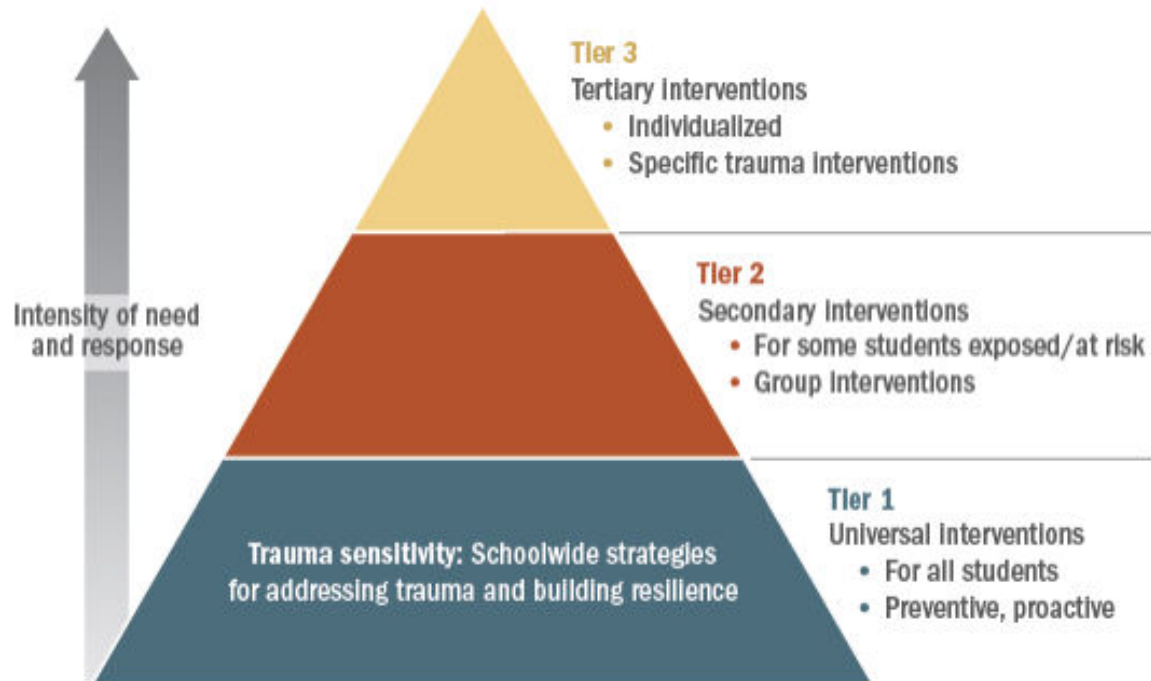 Tier 3
Tertiary interventions
• Individualized
• Specific trauma interventions
Tier 2
Secondary interventions
• For some students exposed/at risk
• Group interventions
Intensity of need
and response
Tier 1
Universal interventions
• For all students
• Preventive, proactive
Trauma sensitivity: Schoolwide strategies
for addressing trauma and building resilience